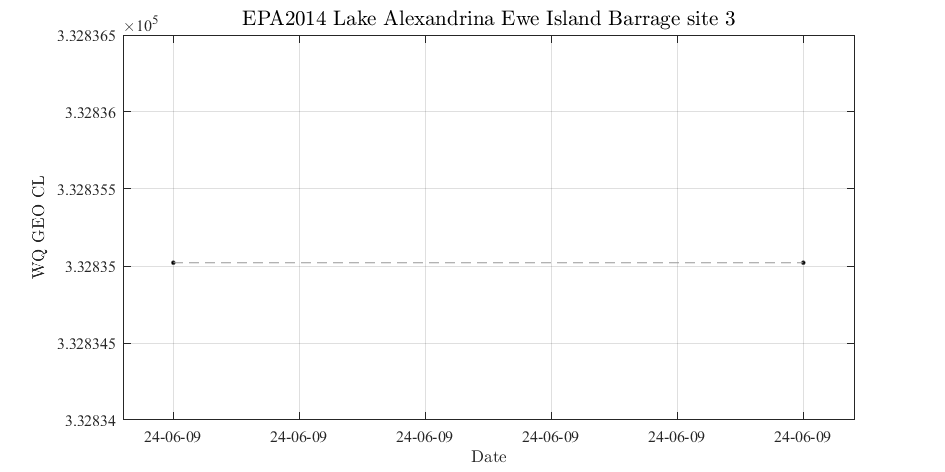 EPA2014 Lake Alexandrina Ewe Island Barrage site 3
×10^5
3.328365
3.32836
3.328355
3.32835
3.328345
3.32834
WQ GEO CL
24-06-09 24-06-09 24-06-09 24-06-09 24-06-09 24-06-09
Date